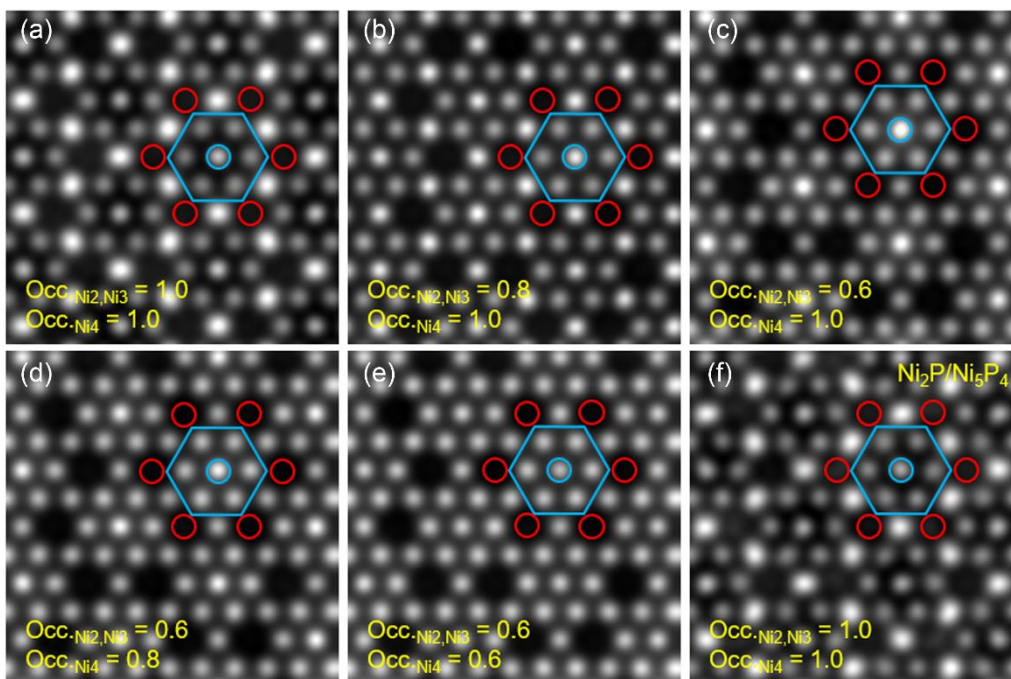 (a)
Occ.Ni2,Ni3 = 1.0
Occ.Ni4 = 1.0
(b)
Occ.Ni2,Ni3 = 0.8
Occ.Ni4 = 1.0
(c)
Occ.Ni2,Ni3 = 0.6
Occ.Ni4 = 1.0
(d)
Occ.Ni2,Ni3 = 0.6
Occ.Ni4 = 0.8
(e)
Occ.Ni2,Ni3 = 0.6
Occ.Ni4 = 0.6
(f)
Ni2P/Ni5P4
Occ.Ni2,Ni3 = 1.0
Occ.Ni4 = 1.0